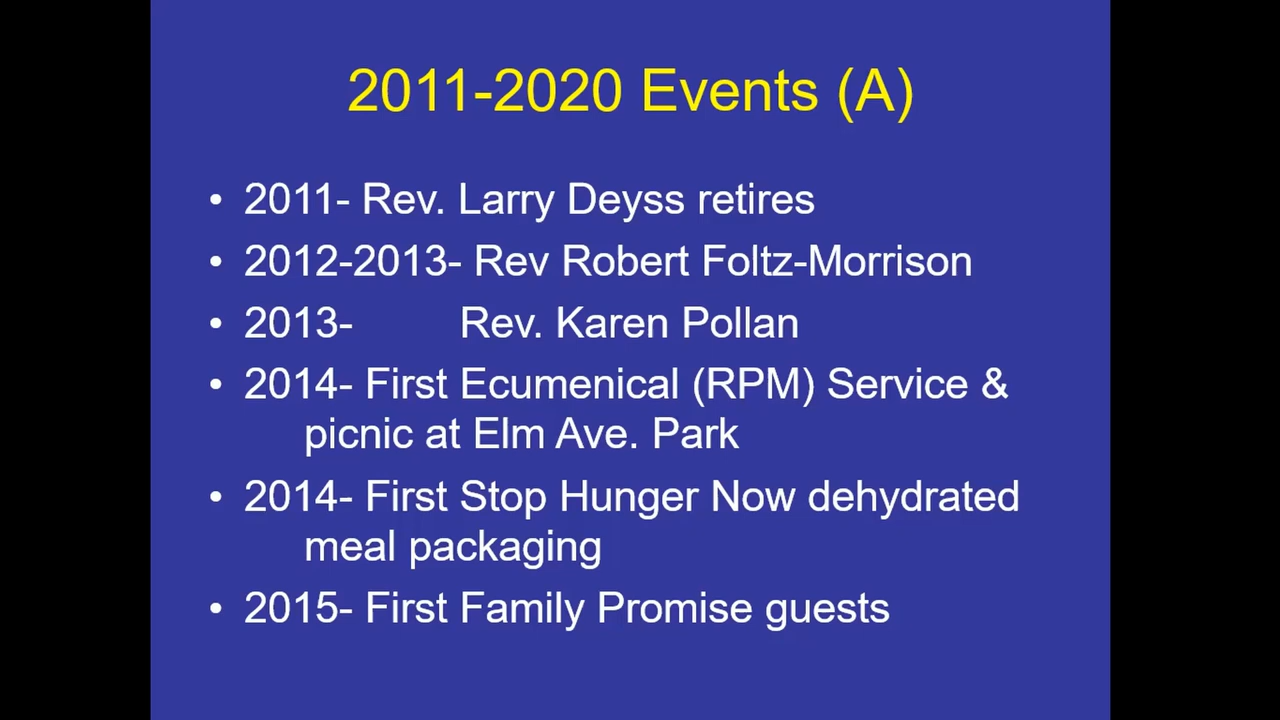 2011-2020 Events (A)
• 2011- Rev. Larry Deyss retires
• 2012-2013- Rev Robert Foltz-Morrison
• 2013- Rev. Karen Pollan
• 2014- First Ecumenical (RPM) Service &
picnic at Elm Ave. Park
• 2014- First Stop Hunger Now dehydrated
meal packaging
• 2015- First Family Promise guests